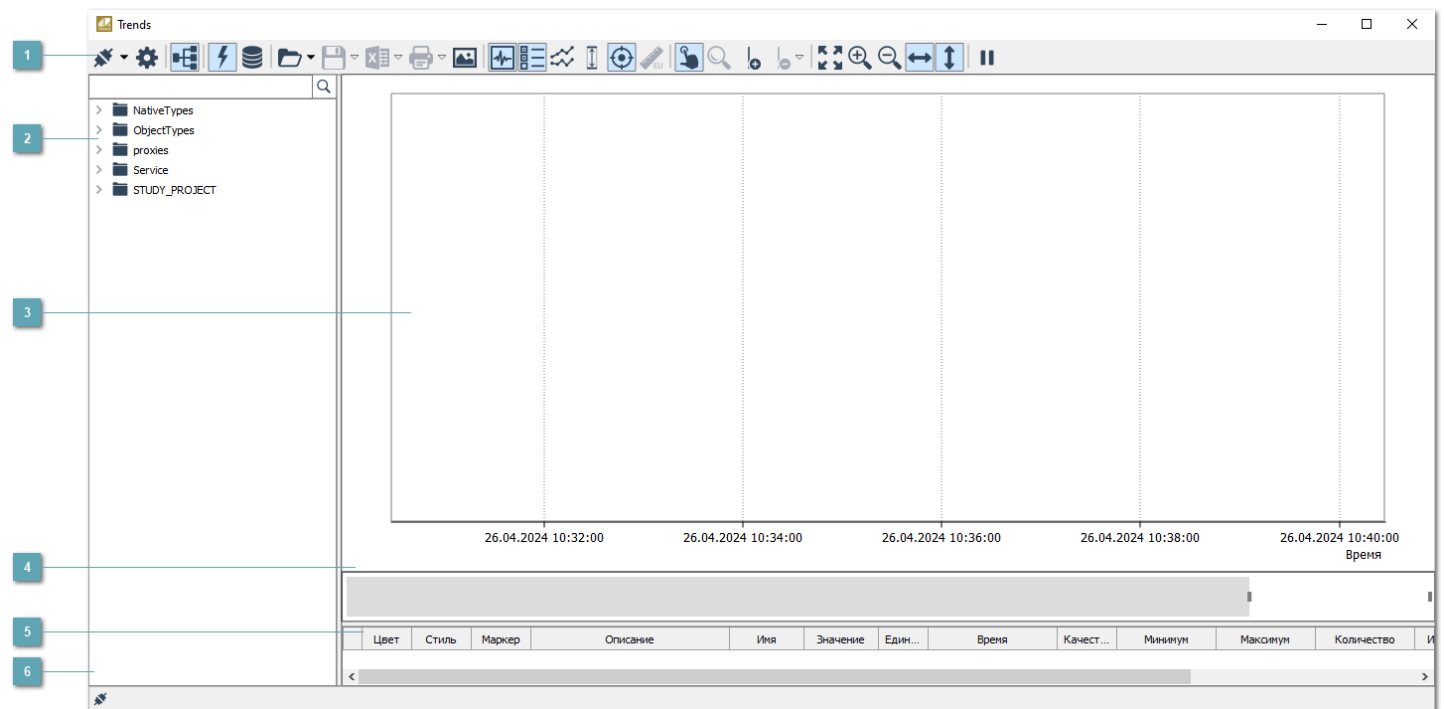 Trends
1
EU
2
NativeTypes
ObjectTypes
proxies
Service
STUDY_PROJECT
3
26.04.2024 10:32:00 26.04.2024 10:34:00 26.04.2024 10:36:00 26.04.2024 10:38:00 26.04.2024 10:40:00
Время
4
5
Цвет Стиль Маркер Описание Имя Значение Един... Время Качест... Минимум Максимум Количество И
6